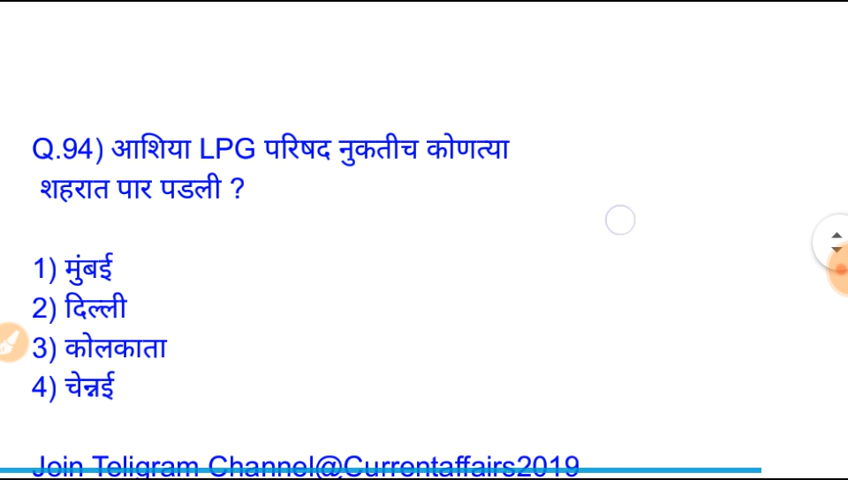 Q.94) आशिया LPG परिषद नुकतीच कोणत्या
शहरात पार पडली ?
1) मुंबई
2) दिल्ली
3) कोलकाता
4) चेन्नई
Join Teligram Channel@Currentaffairs2019